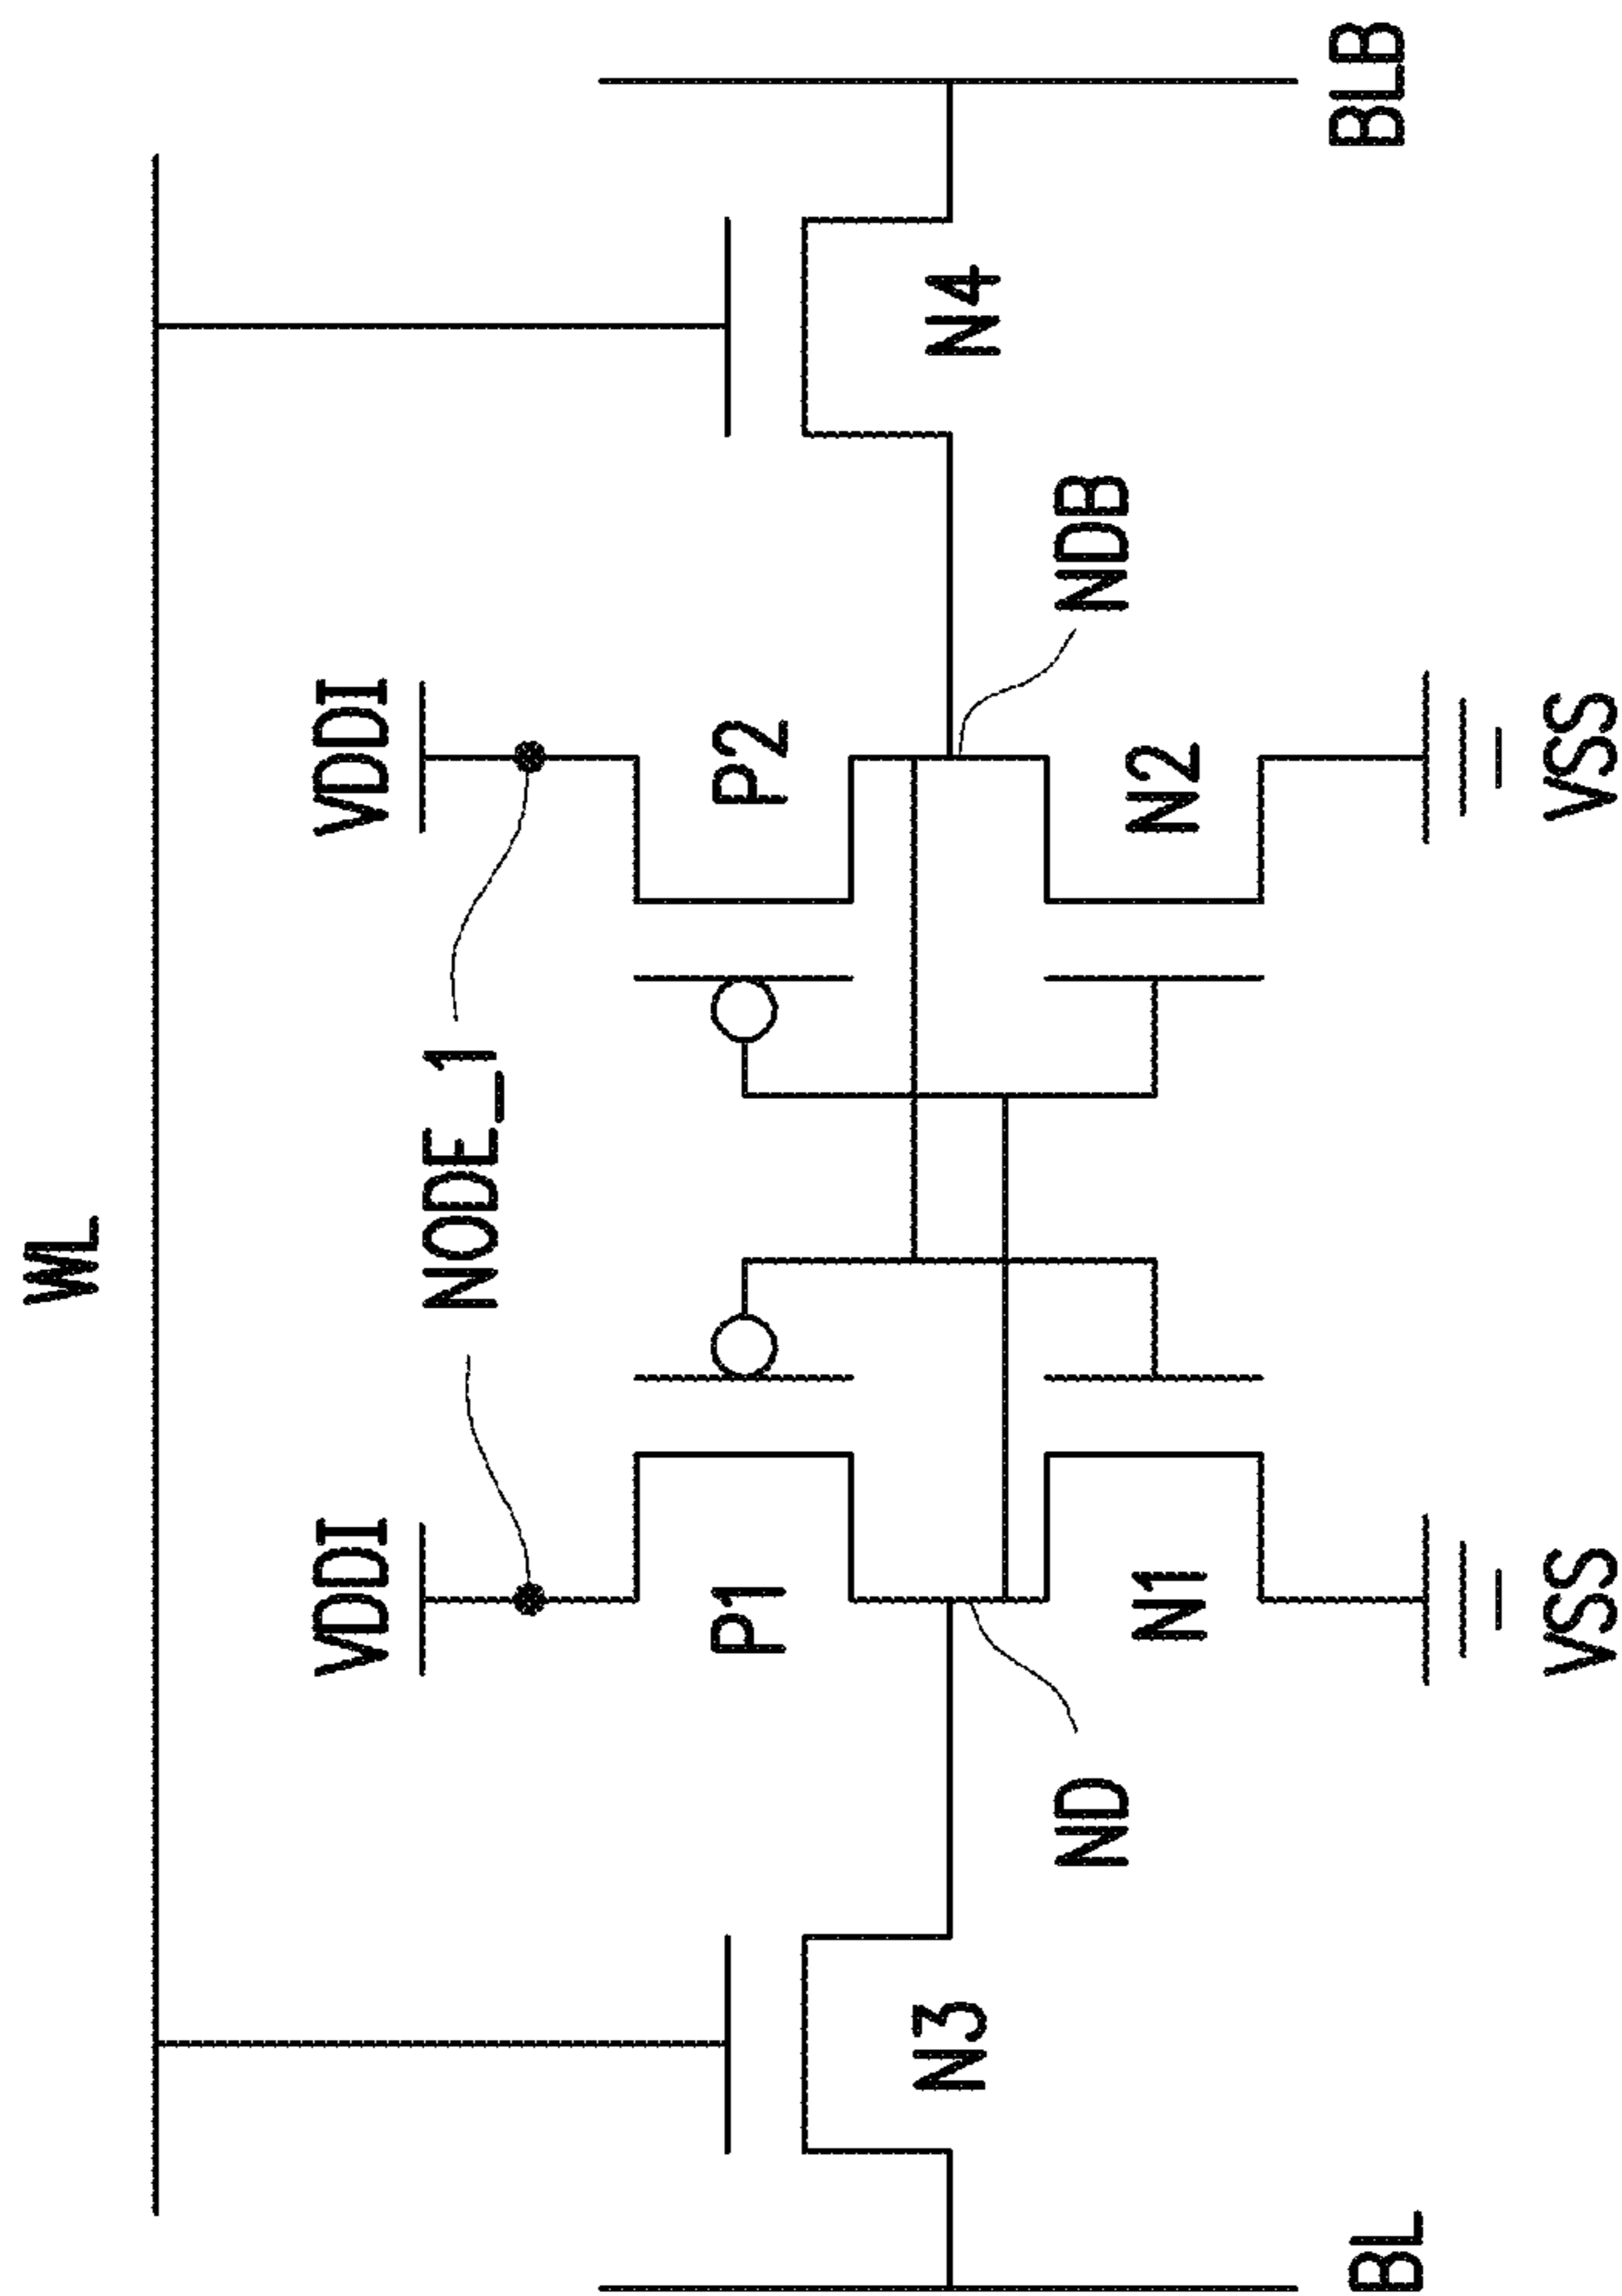 WL
VDDI
VDDI
NODE_1
P1
P2
N3
N4
ND
NDB
N1
N2
BL
BLB
VSS
VSS